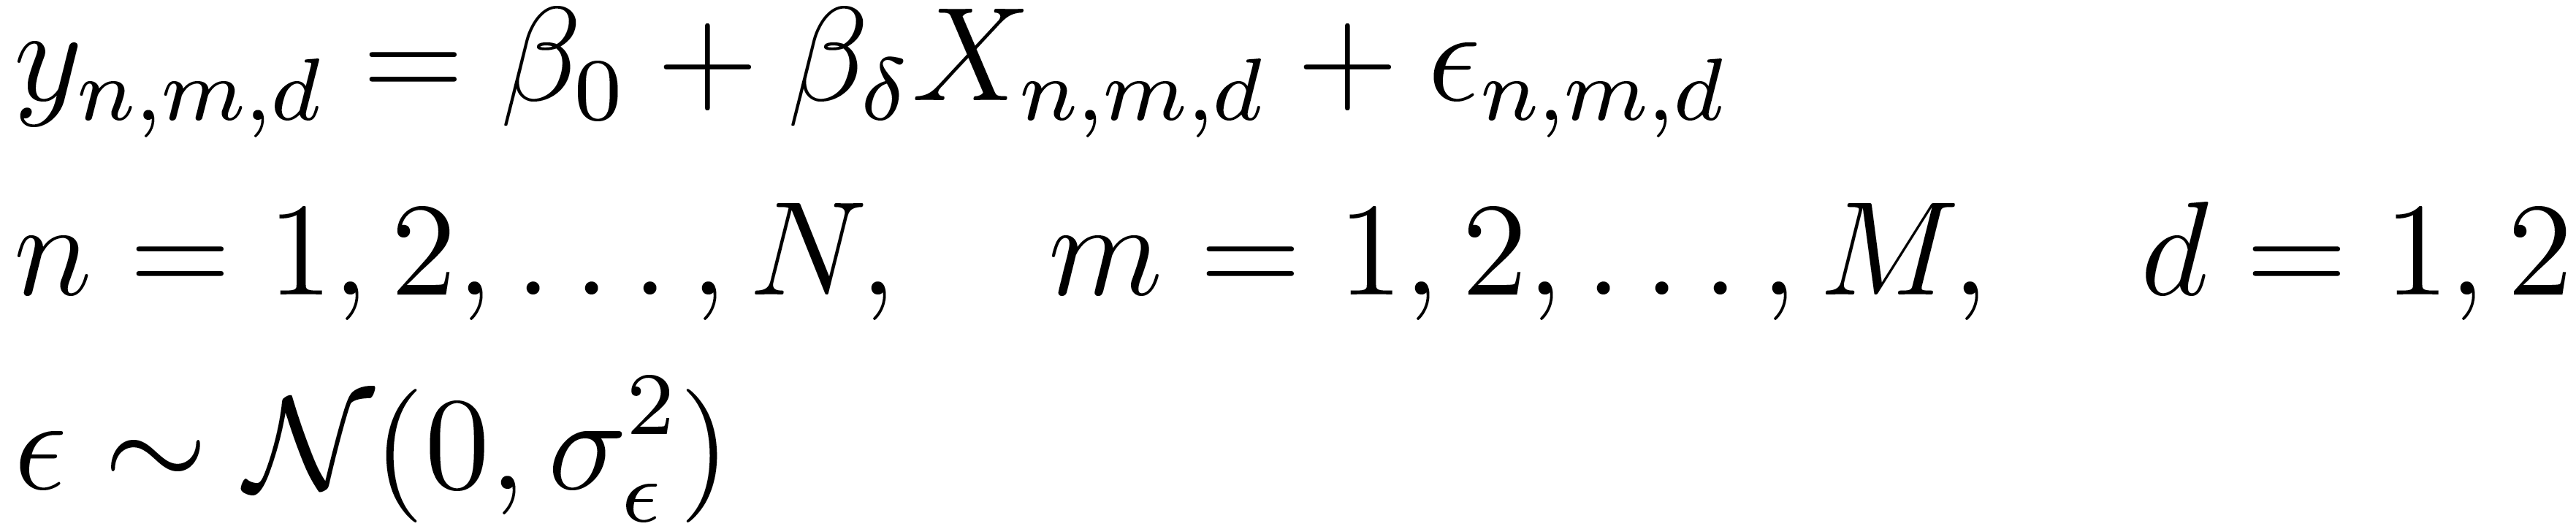 $y_{n,m,d} = \beta_0 + \beta_\delta X_{n,m,d} + \epsilon_{n,m,d}$
$n = 1, 2, \ldots, N, \quad m = 1, 2, \ldots, M, \quad d = 1, 2$
$\epsilon \sim \mathcal{N}(0, \sigma_\epsilon^2)$